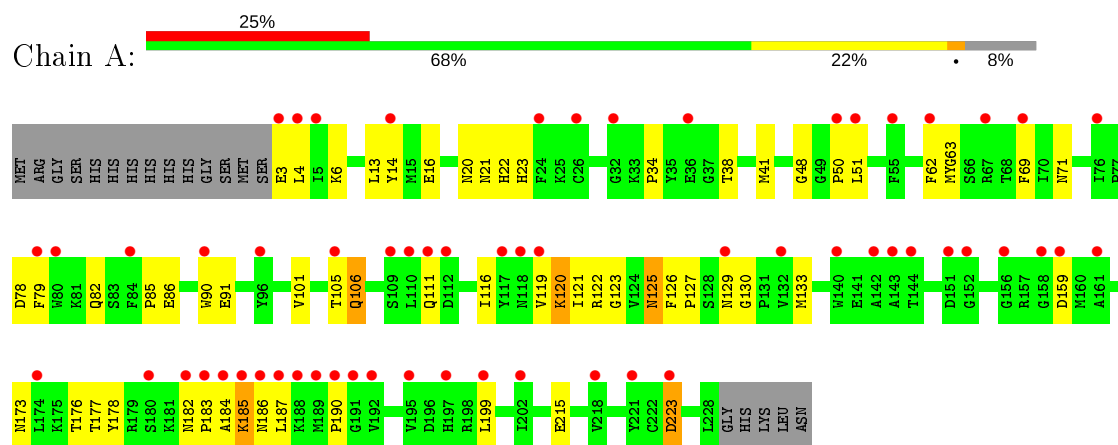 25%
Chain A:
68% 22% • 8%
MET ARG GLY SER HIS HIS HIS HIS HIS HIS GLY SER MET SER E3 L4 I5 K6 L13 Y14 M15 E16 N20 N21 H22 H23 F24 K25 C26 G32 K33 P34 Y35 E36 G37 T38 M41 G48 G49 P50 L51 F55 F62 MYG63 S66 R67 T68 F69 I70 N71 I76 P77
D78 F79 W80 K81 Q82 S83 F84 P85 E86 W90 E91 Y96 V101 T105 Q106 S109 L110 Q111 D112 I116 Y117 N118 V119 K120 I121 R122 G123 V124 N125 F126 P127 S128 N129 G130 P131 V132 M133 W140 R141 A142 A143 T144 D151 G152 G156 R157 G158 D159 M160 A161
N173 L174 K175 T176 T177 Y178 R179 S180 K181 N182 P183 A184 K185 N186 L187 K188 M189 P190 G191 V192 V195 D196 H197 R198 L199 I202 E215 V218 Y221 C222 D223 L228 GLY HIS LYS LEU ASN